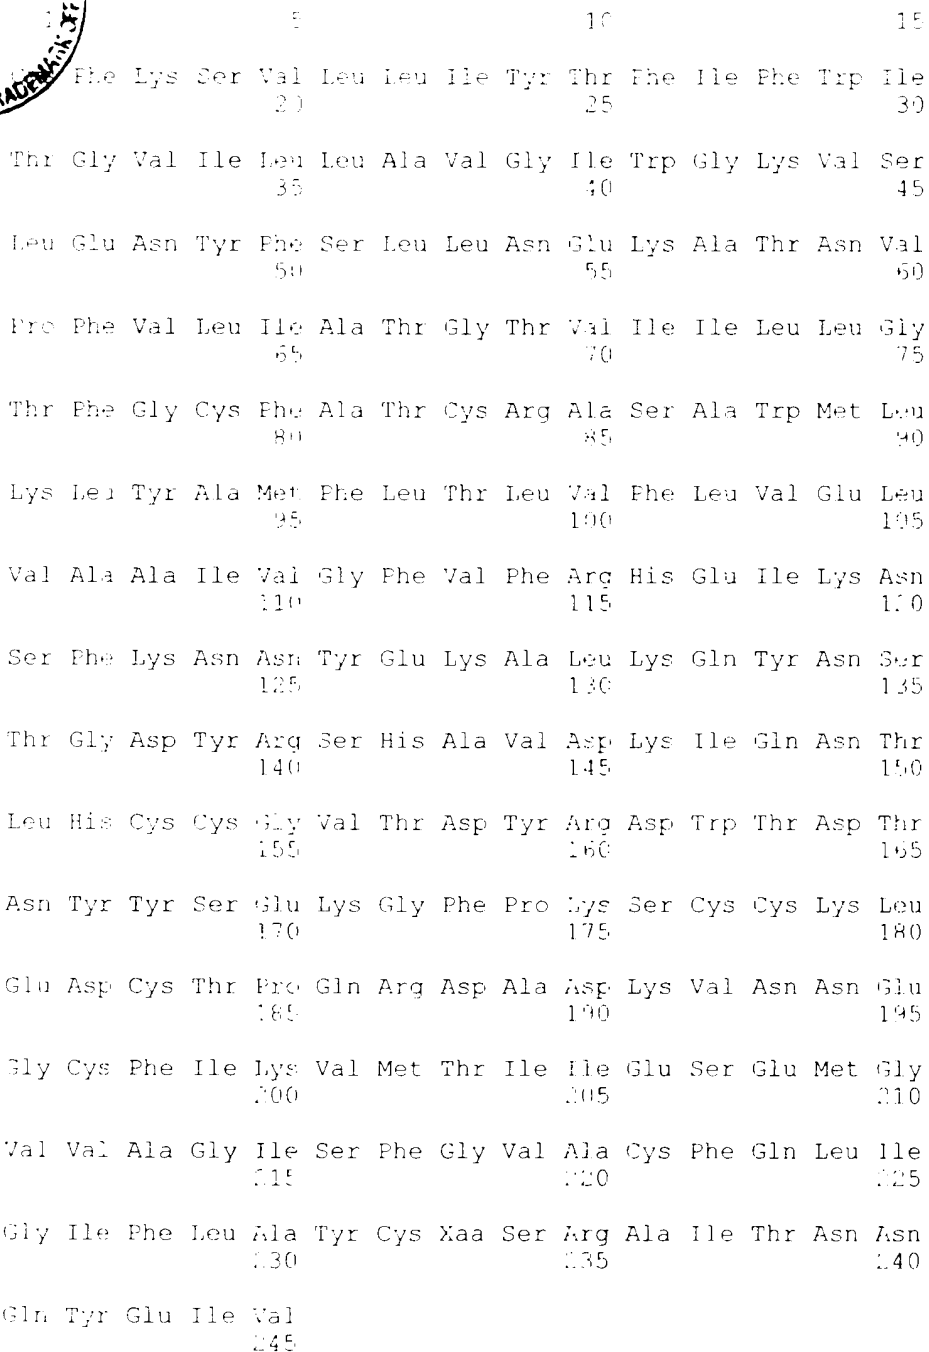 5 10 15
Phe Lys Ser Val Leu Leu Ile Tyr Thr Phe Ile Phe Trp Ile
20 25 30
Thr Gly Val Ile Leu Leu Ala Val Gly Ile Trp Gly Lys Val Ser
35 40 45
Leu Glu Asn Tyr Phe Ser Leu Leu Asn Glu Lys Ala Thr Asn Val
50 55 60
Pro Phe Val Leu Ile Ala Thr Gly Thr Val Ile Ile Leu Leu Gly
65 70 75
Thr Phe Gly Cys Phe Ala Thr Cys Arg Ala Ser Ala Trp Met Leu
80 85 90
Lys Leu Tyr Ala Met Phe Leu Thr Leu Val Phe Leu Val Glu Leu
95 100 105
Val Ala Ala Ile Val Gly Phe Val Phe Arg His Glu Ile Lys Asn
110 115 120
Ser Phe Lys Asn Asn Tyr Glu Lys Ala Leu Lys Gln Tyr Asn Ser
125 130 135
Thr Gly Asp Tyr Arg Ser His Ala Val Asp Lys Ile Gln Asn Thr
140 145 150
Leu His Cys Cys Gly Val Thr Asp Tyr Arg Asp Trp Thr Asp Thr
155 160 165
Asn Tyr Tyr Ser Glu Lys Gly Phe Pro Lys Ser Cys Cys Lys Leu
170 175 180
Glu Asp Cys Thr Pro Gln Arg Asp Ala Asp Lys Val Asn Asn Glu
185 190 195
Gly Cys Phe Ile Lys Val Met Thr Ile Ile Glu Ser Glu Met Gly
200 205 210
Val Val Ala Gly Ile Ser Phe Gly Val Ala Cys Phe Gln Leu Ile
215 220 225
Gly Ile Phe Leu Ala Tyr Cys Xaa Ser Arg Ala Ile Thr Asn Asn
230 235 240
Gln Tyr Glu Ile Val
245